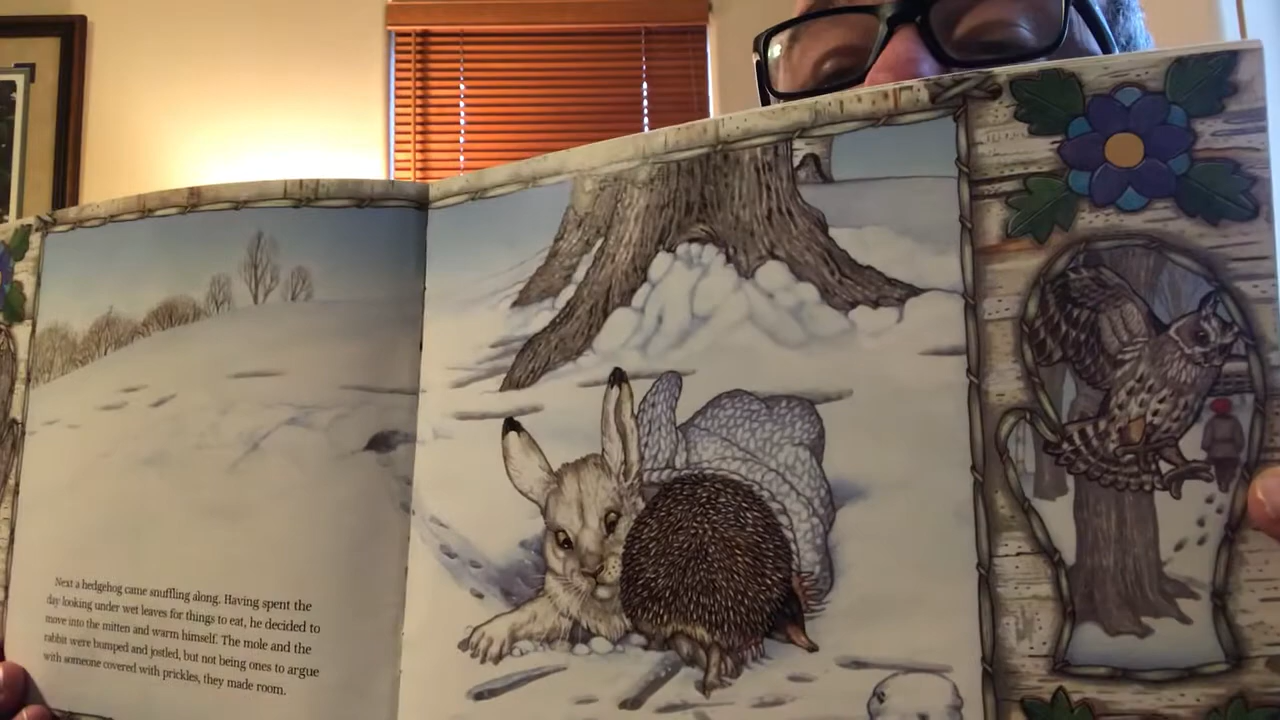 Next a hedgehog came snuffling along. Having spent the
day looking under wet leaves for things to eat, he decided to
move into the mitten and warm himself. The mole and the
rabbit were bumped and jostled, but not being ones to argue
with someone covered with prickles, they made room.